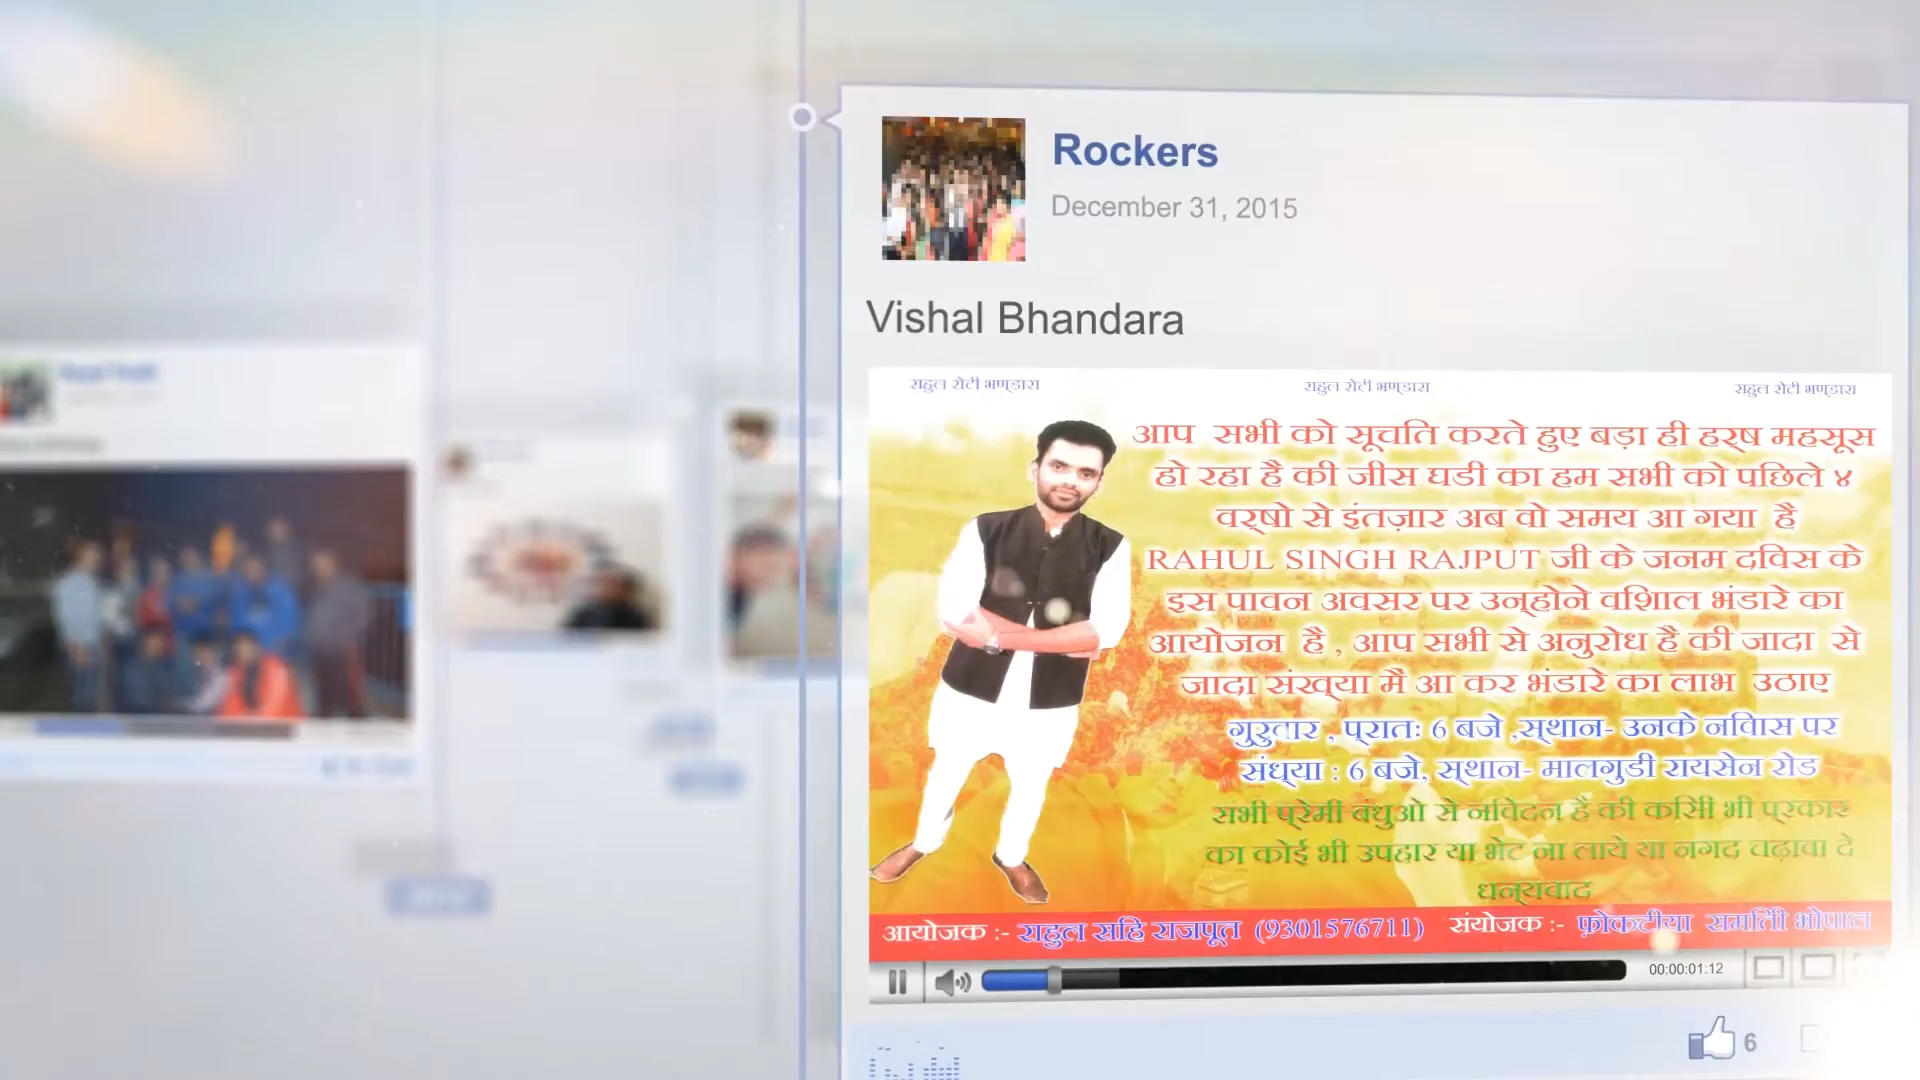 Rockers
December 31, 2015
Vishal Bhandara
राहुल रोटी भण्डारा राहुल रोटी भण्डारा राहुल रोटी भण्डारा
आप सभी को सूचति करते हुए बड़ा ही हर्ष महसूस
हो रहा है की जीस घडी का हम सभी को पछिले ४
वर्षो से इंतज़ार अब वो समय आ गया है
RAHUL SINGH RAJPUT जी के जनम दविस के
इस पावन अवसर पर उन्होने वशिाल भंडारे का
आयोजन है , आप सभी से अनुरोध है की जादा से
जादा संख्या मैं आ कर भंडारे का लाभ उठाए
गुरुवार , प्रातः 6 बजे ,स्थान- उनके नविास पर
संध्या : 6 बजे, स्थान- मालगुडी रायसेन रोड
सभी प्रेमी बंधुओ से नविेदन हैं की कसिी भी प्रकार
का कोई भी उपहार या भेट ना लाये या नगद चढ़ावा दे
धन्यवाद
आयोजक :- राहुल सहि राजपूत (9301576711) संयोजक :- फ़ोकटीया समतिी भोपाल
00:00:01:12
6